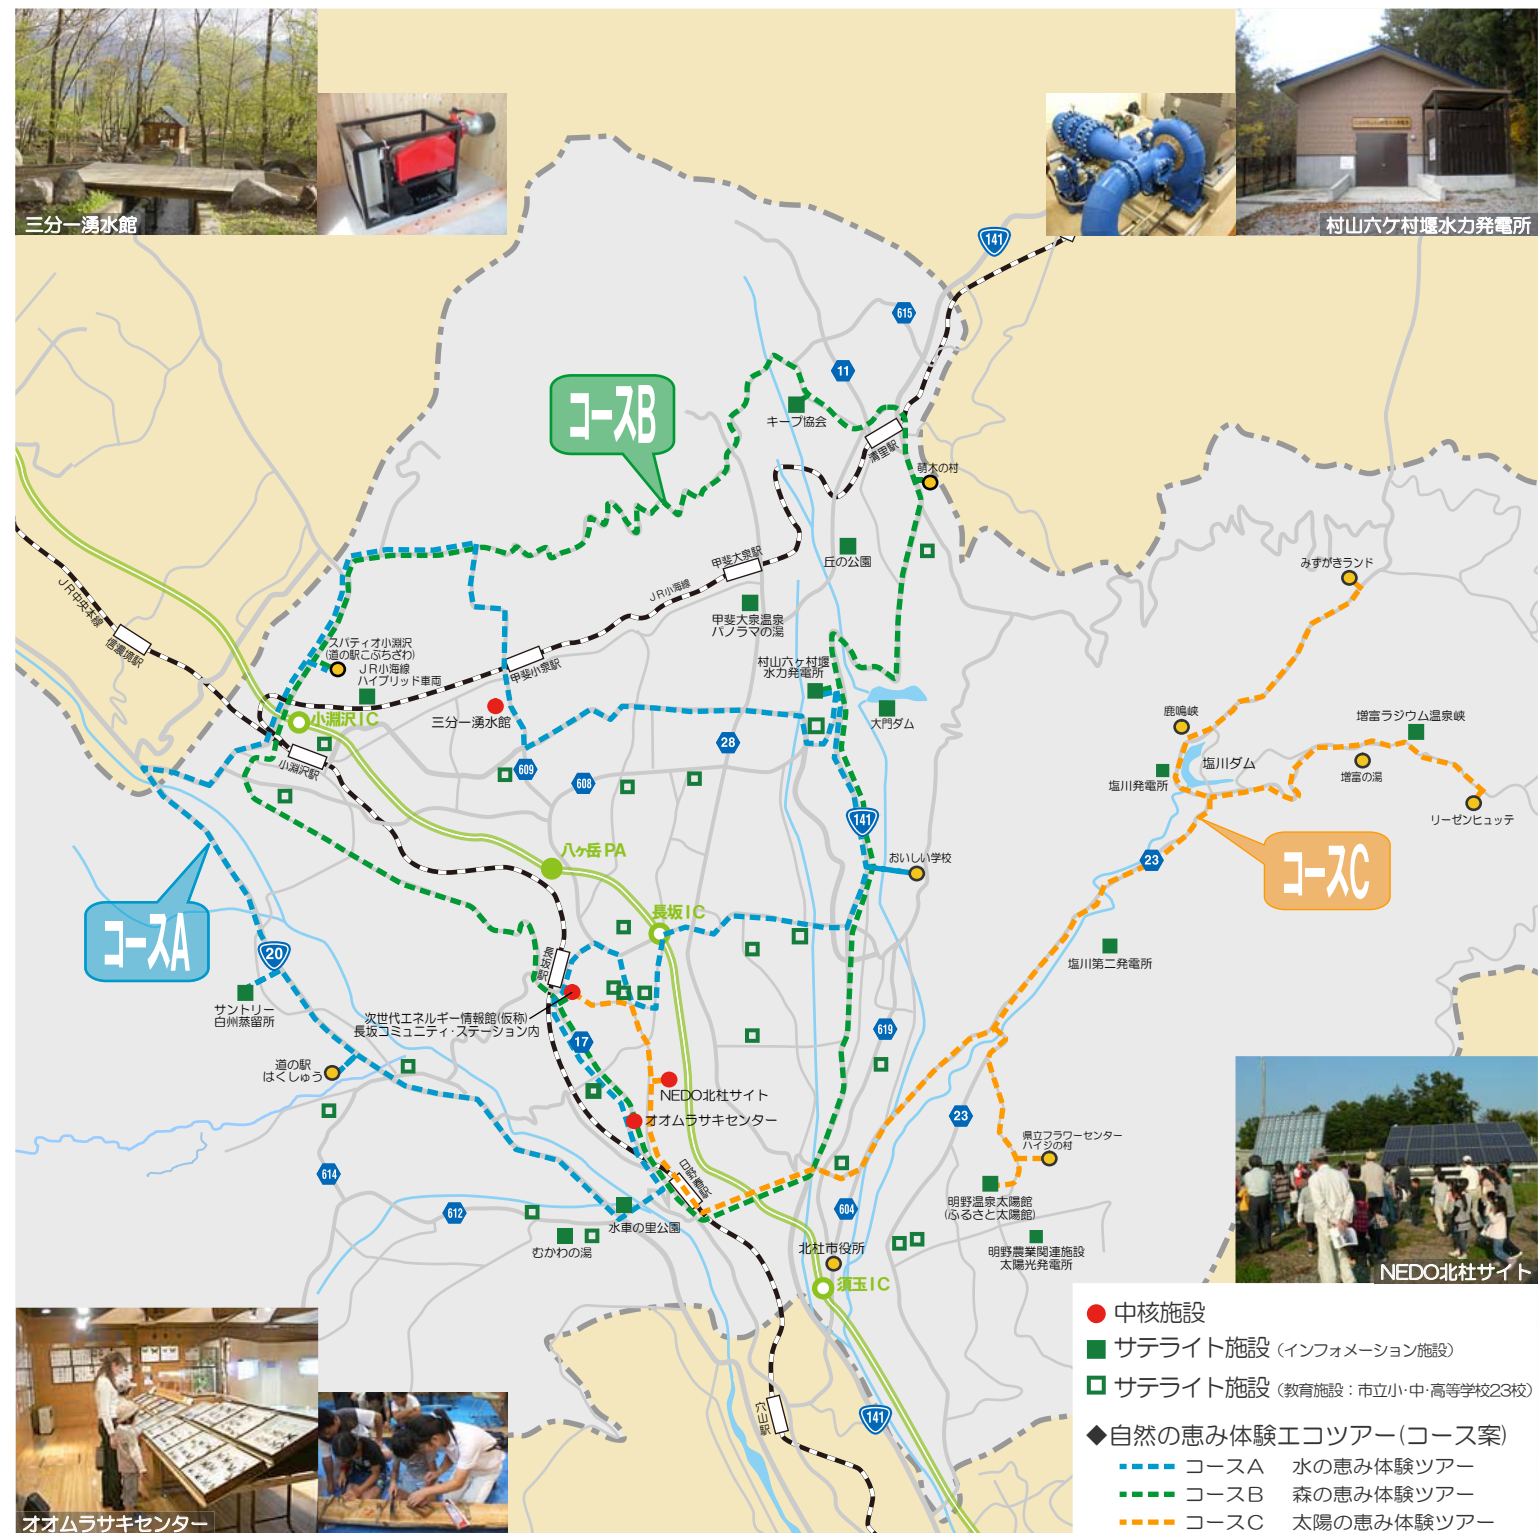 三分一湧水館
村山六ケ村堰水力発電所
141
615
11
コースB
キープ協会
清里駅
萌木の村
みずがきランド
丘の公園
甲斐大泉駅
JR小海線
甲斐大泉温泉
パノラマの湯
JR中央本線
信濃境駅
スパティオ小淵沢
(道の駅こぶちざわ)
JR小海線
ハイブリッド車両
甲斐小泉駅
村山六ヶ村堰
水力発電所
三分一湧水館
小淵沢IC
大門ダム
鹿鳴峡
増富ラジウム温泉峡
28
小淵沢駅
609
608
塩川ダム
塩川発電所
増富の湯
リーゼンヒュッテ
141
八ヶ岳PA
おいしい学校
23
コースC
コースA
長坂IC
20
長坂駅
塩川第二発電所
サントリー
白州蒸留所
次世代エネルギー情報館(仮称)
長坂コミュニティ・ステーション内
17
619
道の駅
はくしゅう
NEDO北杜サイト
オオムラサキセンター
23
県立フラワーセンター
ハイジの村
614
日野春駅
明野温泉太陽館
(ふるさと太陽館)
612
604
水車の里公園
むかわの湯
北杜市役所
明野農業関連施設
太陽光発電所
須玉IC
NEDO北杜サイト
穴山駅
141
オオムラサキセンター
中核施設
サテライト施設(インフォメーション施設)
サテライト施設(教育施設：市立小・中・高等学校23校)
◆自然の恵み体験エコツアー(コース案)
コースA 水の恵み体験ツアー
コースB 森の恵み体験ツアー
コースC 太陽の恵み体験ツアー